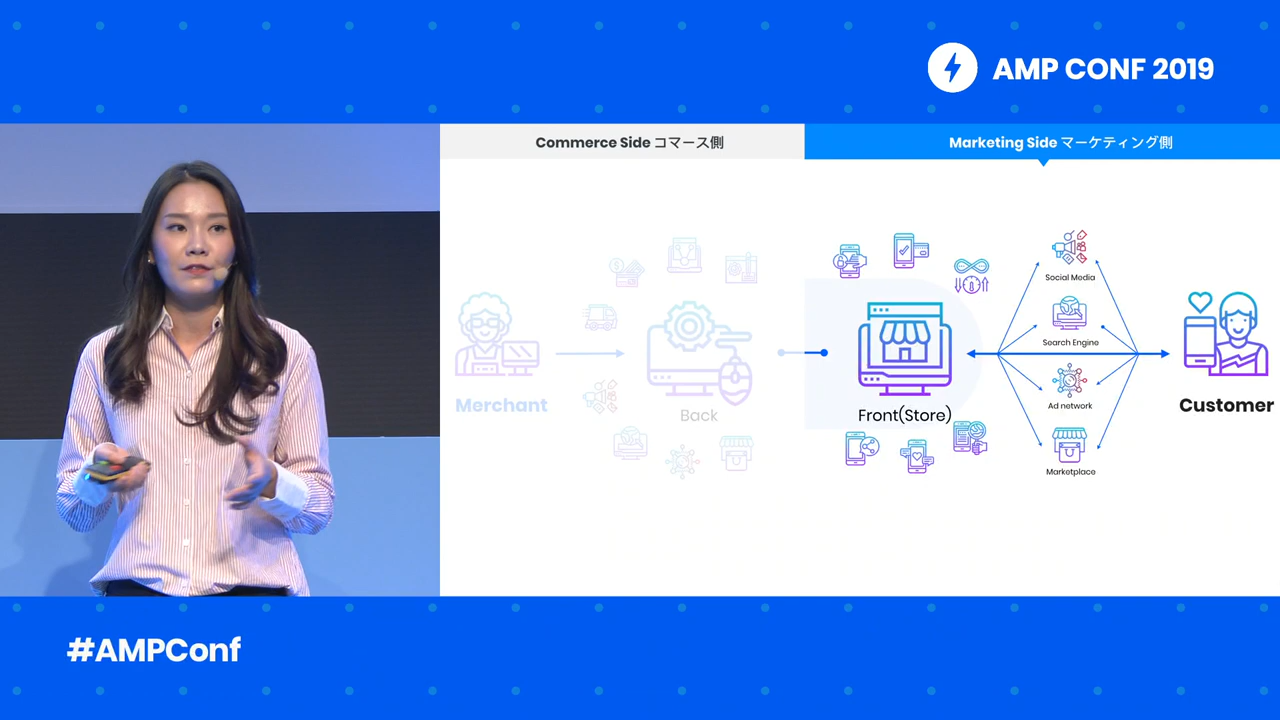 AMP CONF 2019
Commerce Side コマース側
Marketing Side マーケティング側
Social Media
Search Engine
Ad network
Marketplace
Merchant
Back
Front(Store)
Customer
#AMPConf